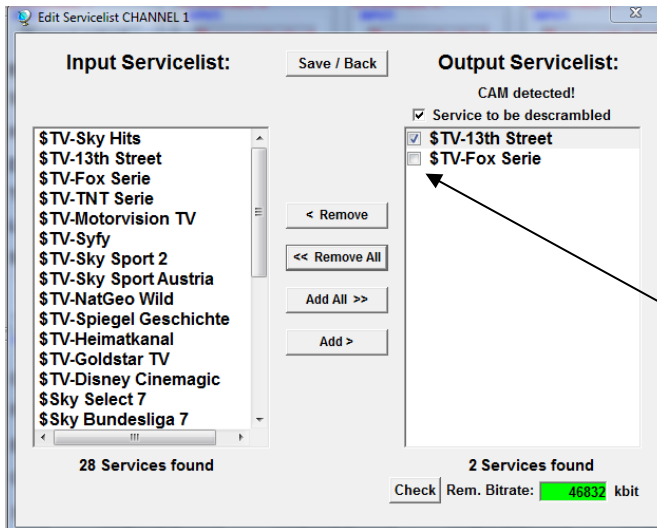 Edit Servicelist CHANNEL 1
Input Servicelist:
Save / Back
Output Servicelist:
CAM detected!
Service to be descrambled
$TV-Sky Hits
$TV-13th Street
$TV-Fox Serie
$TV-TNT Serie
$TV-Motorvision TV
$TV-Syfy
$TV-Sky Sport 2
$TV-Sky Sport Austria
$TV-NatGeo Wild
$TV-Spiegel Geschichte
$TV-Heimatkanal
$TV-Goldstar TV
$TV-Disney Cinemagic
$Sky Select 7
$Sky Bundesliga 7
28 Services found
< Remove
<< Remove All
Add All >>
Add >
$TV-13th Street
$TV-Fox Serie
2 Services found
Check Rem. Bitrate: 46832 kbit